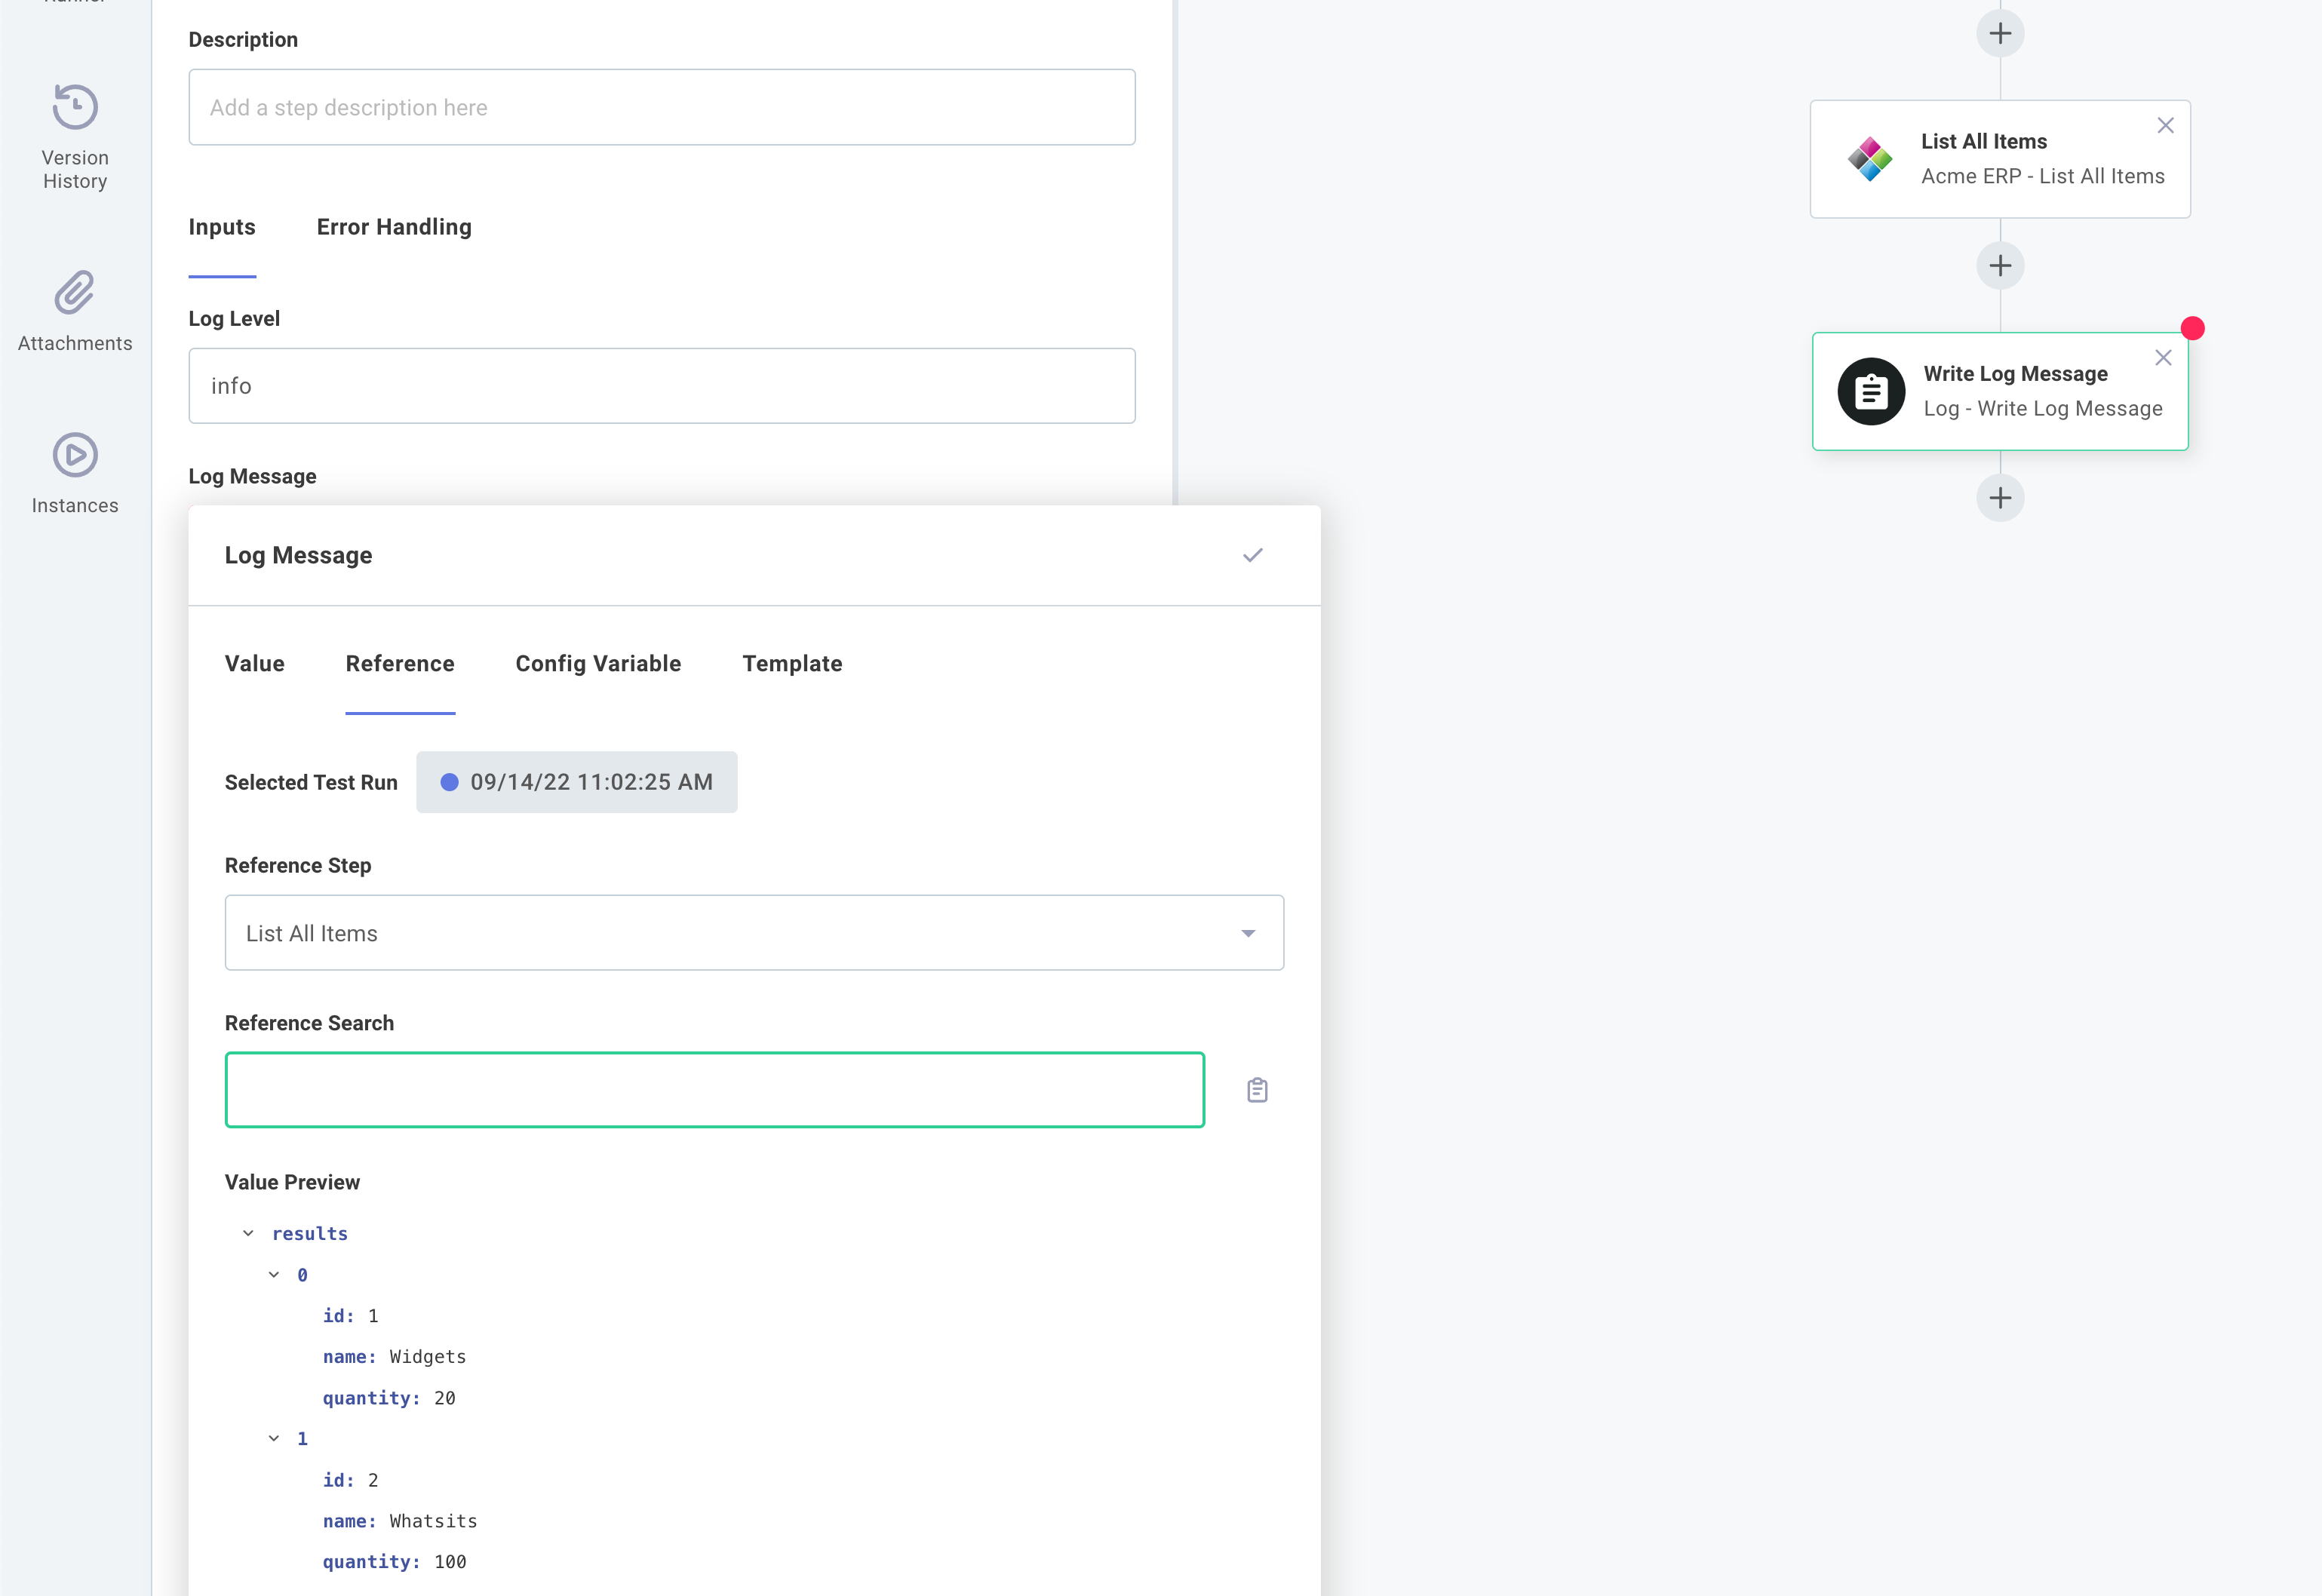 Version
History
Attachments
Instances
Description
Add a step description here
Inputs
Error Handling
Log Level
info
Log Message
Log Message
Value
Reference
Config Variable
Template
Selected Test Run
09/14/22 11:02:25 AM
Reference Step
List All Items
Reference Search
Value Preview
results
0
id: 1
name: Widgets
quantity: 20
1
id: 2
name: Whatsits
quantity: 100
List All Items
Acme ERP - List All Items
Write Log Message
Log - Write Log Message